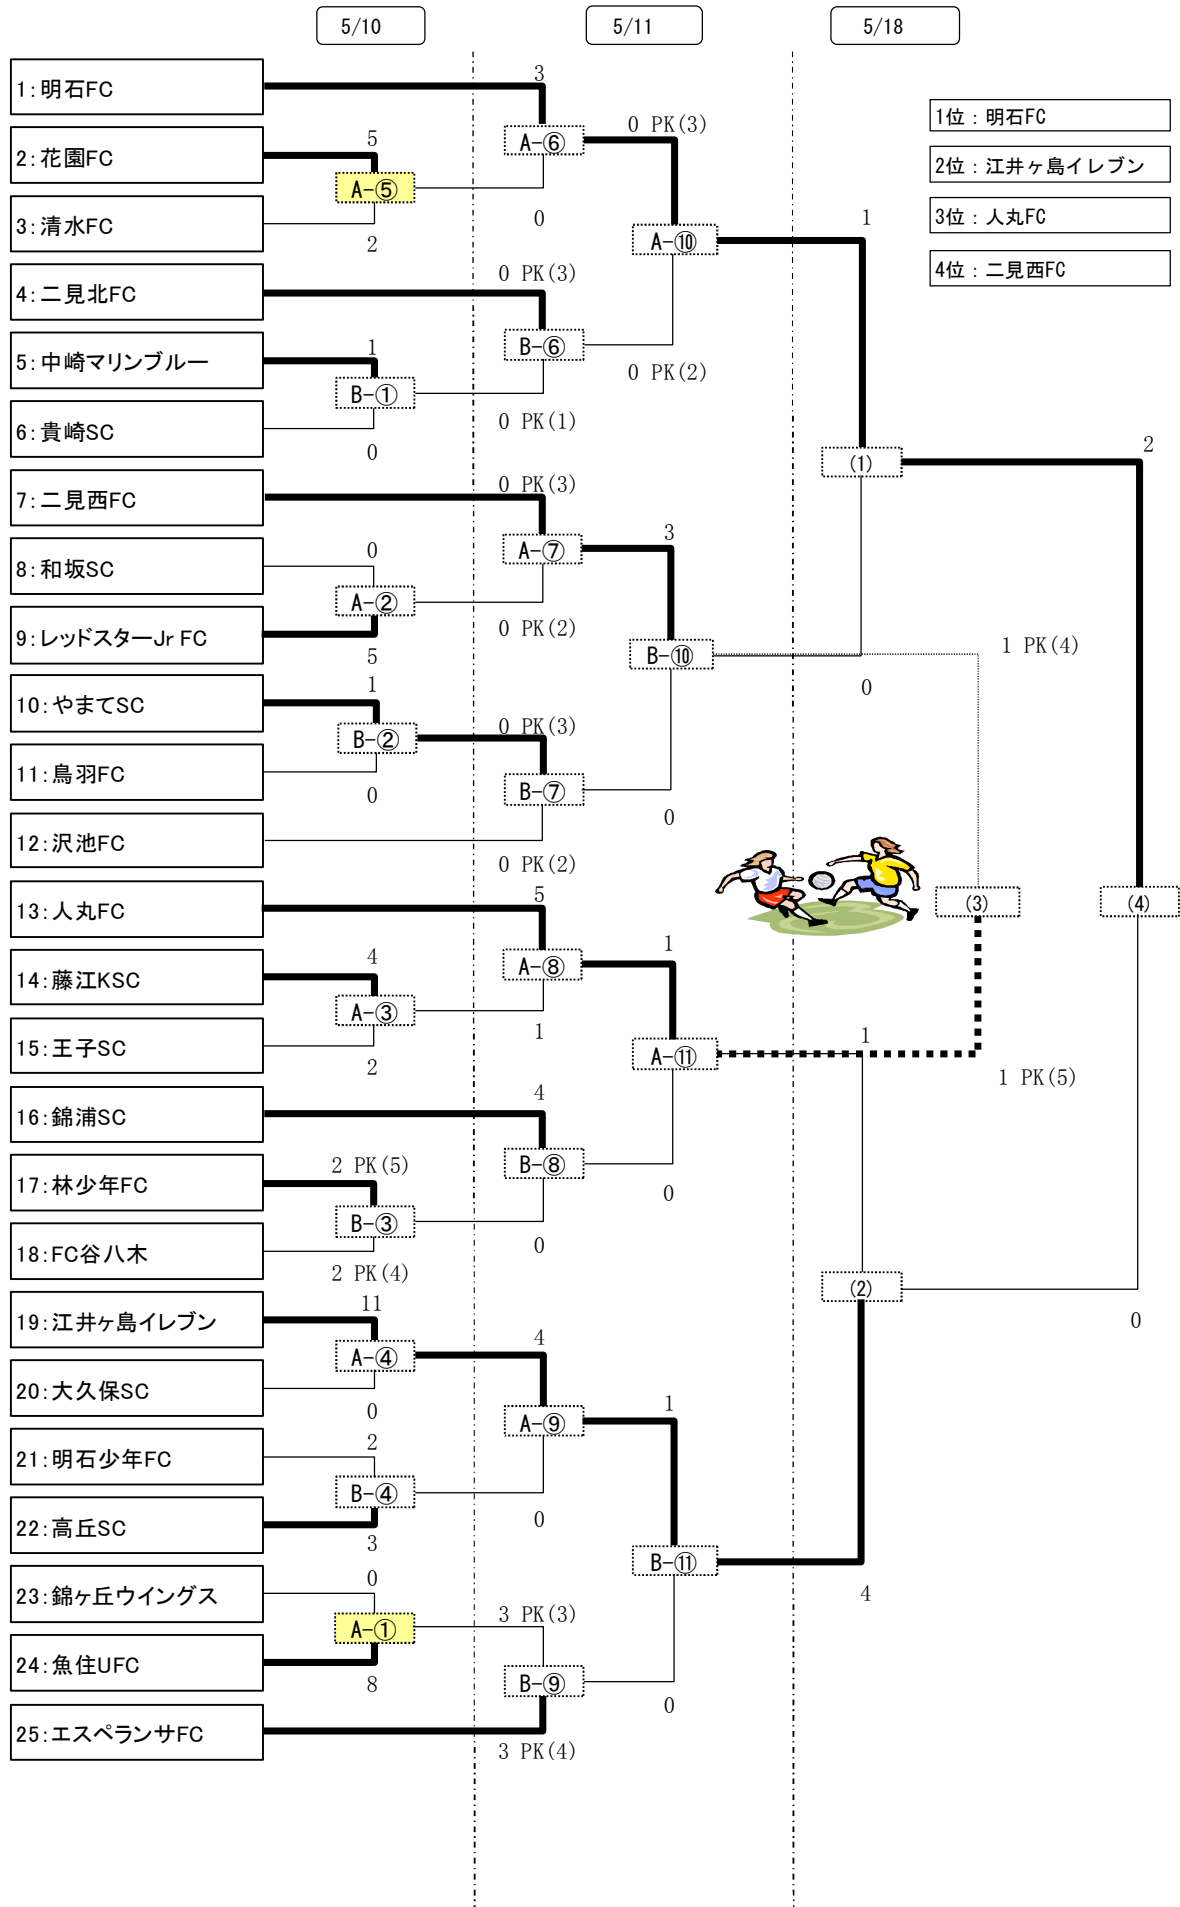 5/10
5/11
5/18
1:明石FC
2:花園FC
3:清水FC
4:二見北FC
5:中崎マリンブルー
6:貴崎SC
7:二見西FC
8:和坂SC
9:レッドスターJr FC
10:やまてSC
11:鳥羽FC
12:沢池FC
13:人丸FC
14:藤江KSC
15:王子SC
16:錦浦SC
17:林少年FC
18:FC谷八木
19:江井ヶ島イレブン
20:大久保SC
21:明石少年FC
22:高丘SC
23:錦ヶ丘ウイングス
24:魚住UFC
25:エスペランサFC
5
A-⑤
2
1
B-①
0
0
A-②
5
1
B-②
0
4
A-③
2
2 PK(5)
B-③
2 PK(4)
11
A-④
0
2
B-④
3
0
A-①
8
3
A-⑥
0
0 PK(3)
B-⑥
0 PK(1)
0 PK(3)
A-⑦
0 PK(2)
0 PK(3)
B-⑦
0 PK(2)
5
A-⑧
1
4
B-⑧
0
4
A-⑨
0
3 PK(3)
B-⑨
3 PK(4)
0 PK(3)
A-⑩
0 PK(2)
3
B-⑩
0
1
A-⑪
0
1
B-⑪
0
1
(1)
0
1
(2)
4
1 PK(4)
(3)
1 PK(5)
2
(4)
0
1位：明石FC
2位：江井ヶ島イレブン
3位：人丸FC
4位：二見西FC